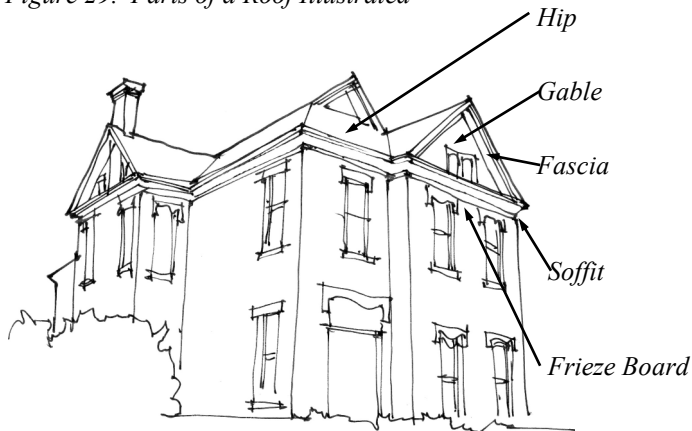 Figure 29. Parts of a Roof Illustrated
Hip
Gable
Fascia
Soffit
Frieze Board